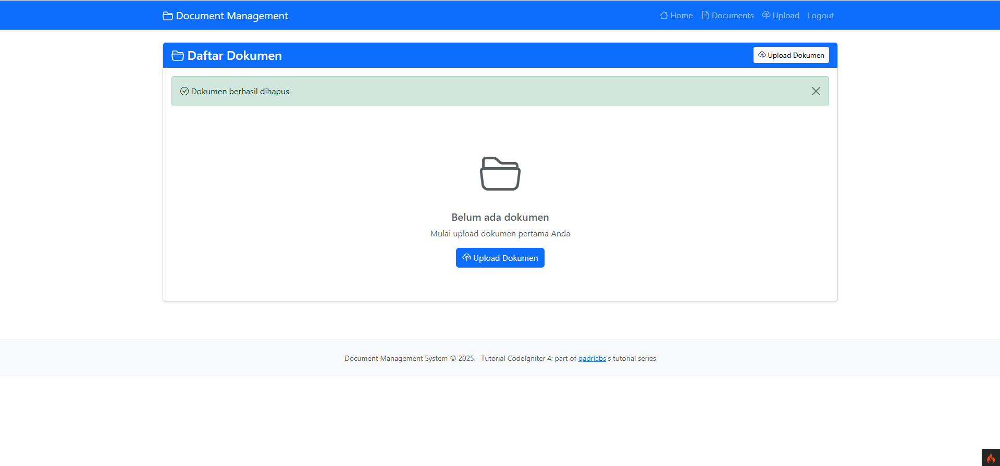 Document Management
Home Documents Upload Logout
Daftar Dokumen
Upload Dokumen
Dokumen berhasil dihapus
Belum ada dokumen
Mulai upload dokumen pertama Anda
Upload Dokumen
Document Management System © 2025 - Tutorial CodeIgniter 4: part of qadrlabs's tutorial series